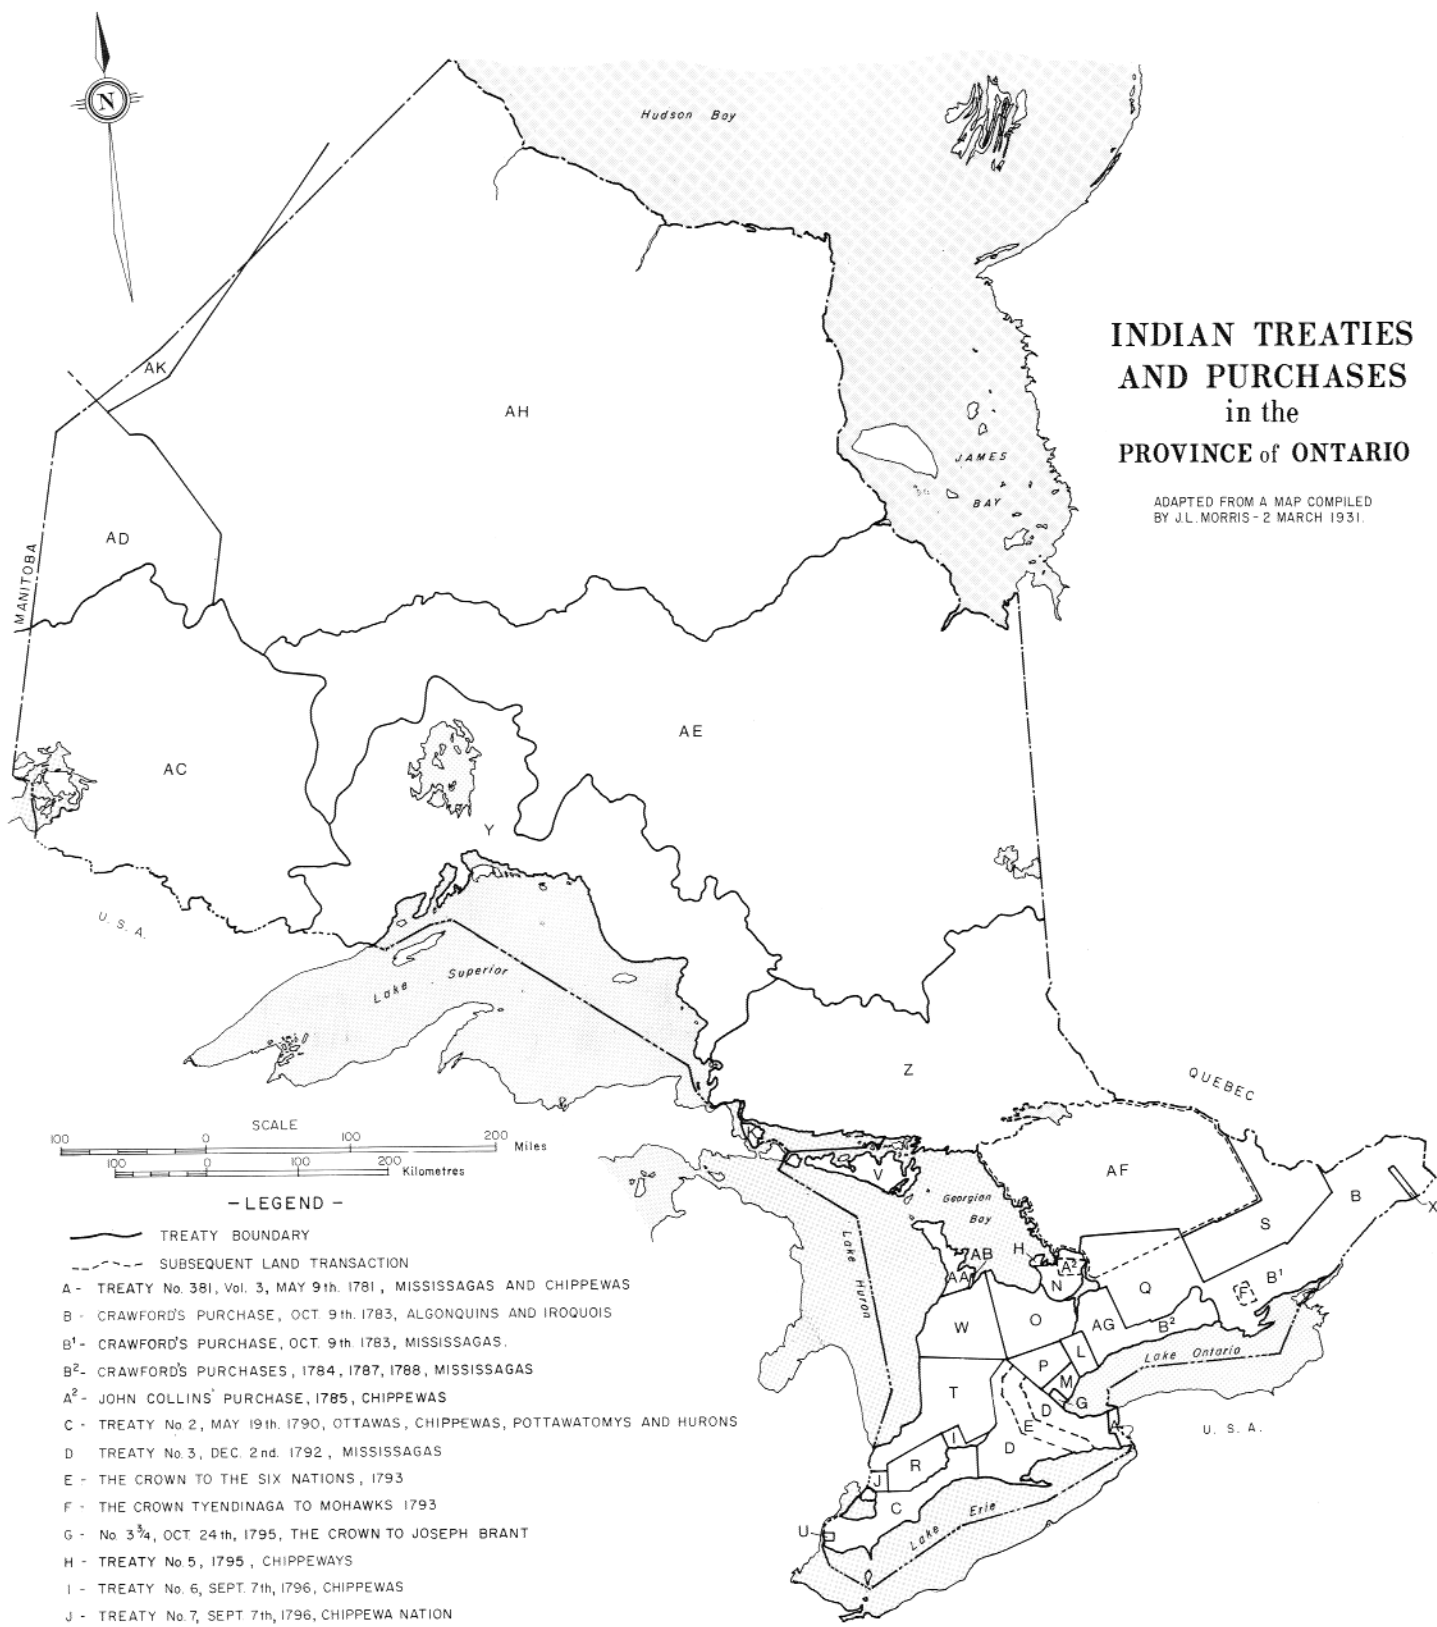 N
Hudson Bay
INDIAN TREATIES
AND PURCHASES
in the
PROVINCE of ONTARIO
ADAPTED FROM A MAP COMPILED
BY J.L. MORRIS - 2 MARCH 1931.
AK
AH
JAMES
BAY
AD
MANITOBA
AE
AC
Y
U. S. A.
Lake Superior
Z
QUEBEC
SCALE
100 0 100 200 Miles
100 0 100 200 Kilometres
K
V
Georgian
Bay
AF
B
X
S
H
A²
AB
AA
N
Lake Huron
Q
F
B¹
W
O
AG
B²
L
P
M
Lake Ontario
G
T
D
E
A
U. S. A.
I
D
R
J
C
U
Lake Erie
- LEGEND -
TREATY BOUNDARY
SUBSEQUENT LAND TRANSACTION
A - TREATY No. 381, Vol. 3, MAY 9th. 1781, MISSISSAGAS AND CHIPPEWAS
B - CRAWFORD'S PURCHASE, OCT. 9th. 1783, ALGONQUINS AND IROQUOIS
B¹ - CRAWFORD'S PURCHASE, OCT. 9th. 1783, MISSISSAGAS.
B² - CRAWFORD'S PURCHASES, 1784, 1787, 1788, MISSISSAGAS
A² - JOHN COLLINS' PURCHASE, 1785, CHIPPEWAS
C - TREATY No. 2, MAY 19th. 1790, OTTAWAS, CHIPPEWAS, POTTAWATOMYS AND HURONS
D TREATY No. 3, DEC. 2nd. 1792, MISSISSAGAS
E - THE CROWN TO THE SIX NATIONS, 1793
F - THE CROWN TYENDINAGA TO MOHAWKS 1793
G - No. 3¾, OCT. 24th, 1795, THE CROWN TO JOSEPH BRANT
H - TREATY No. 5, 1795, CHIPPEWAYS
I - TREATY No. 6, SEPT. 7th, 1796, CHIPPEWAS
J - TREATY No. 7, SEPT. 7th, 1796, CHIPPEWA NATION